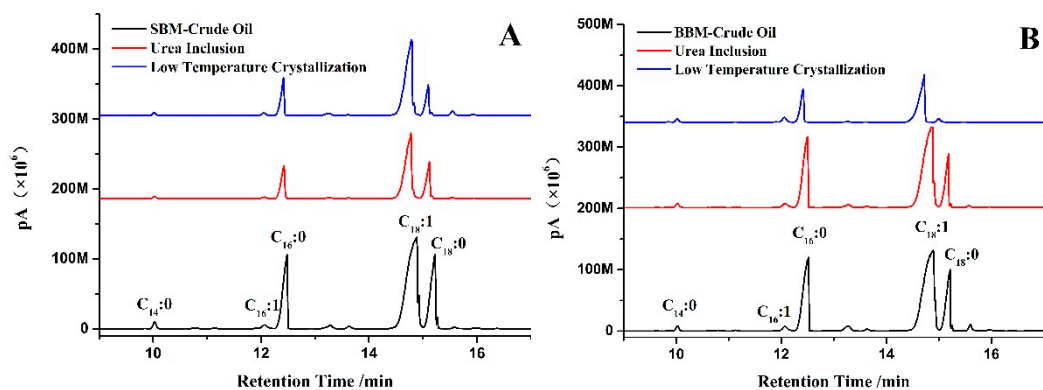 A
SBM-Crude Oil
Urea Inclusion
Low Temperature Crystallization
400M
300M
200M
100M
0
pA (×10⁶)
C₁₄:0
C₁₆:1
C₁₆:0
C₁₈:1
C₁₈:0
10
12
14
16
Retention Time /min
B
BBM-Crude Oil
Urea Inclusion
Low Temperature Crystallization
500M
400M
300M
200M
100M
0
pA (×10⁶)
C₁₄:0
C₁₆:1
C₁₆:0
C₁₈:1
C₁₈:0
10
12
14
16
Retention Time /min